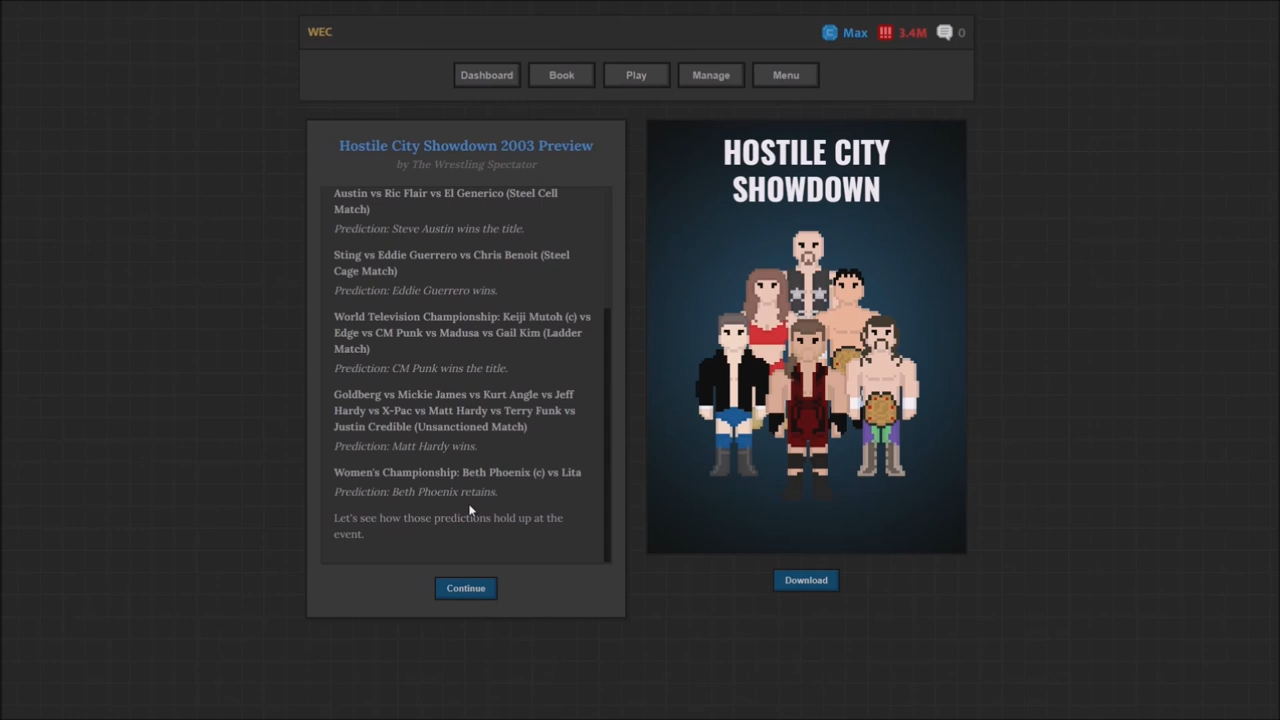 WEC
Max
3.4M
0
Dashboard
Book
Play
Manage
Menu
Hostile City Showdown 2003 Preview
by The Wrestling Spectator
Austin vs Ric Flair vs El Generico (Steel Cell
Match)
Prediction: Steve Austin wins the title.
Sting vs Eddie Guerrero vs Chris Benoit (Steel
Cage Match)
Prediction: Eddie Guerrero wins.
World Television Championship: Keiji Mutoh (c) vs
Edge vs CM Punk vs Madusa vs Gail Kim (Ladder
Match)
Prediction: CM Punk wins the title.
Goldberg vs Mickie James vs Kurt Angle vs Jeff
Hardy vs X-Pac vs Matt Hardy vs Terry Funk vs
Justin Credible (Unsanctioned Match)
Prediction: Matt Hardy wins.
Women's Championship: Beth Phoenix (c) vs Lita
Prediction: Beth Phoenix retains.
Let's see how those predictions hold up at the
event.
Continue
HOSTILE CITY
SHOWDOWN
Download